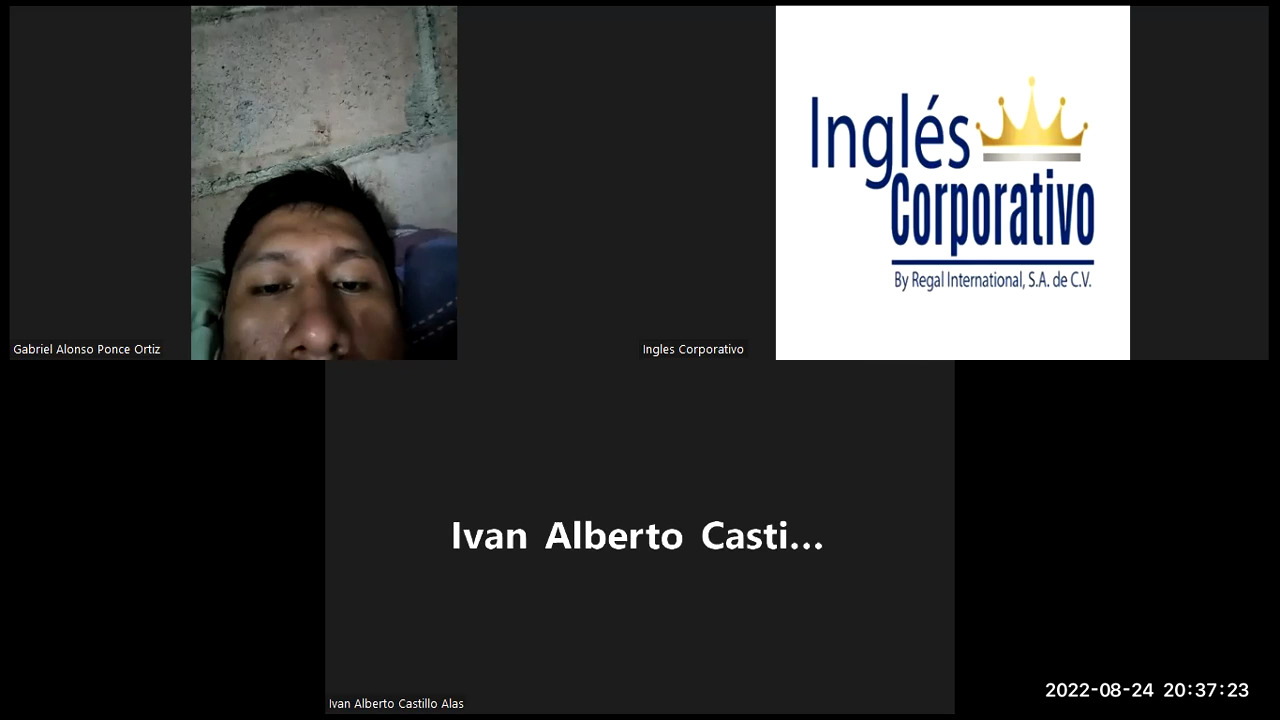 Inglés
Corporativo
By Regal International, S.A. de C.V.
Gabriel Alonso Ponce Ortiz
Ingles Corporativo
Ivan Alberto Casti...
Ivan Alberto Castillo Alas
2022-08-24 20:37:23